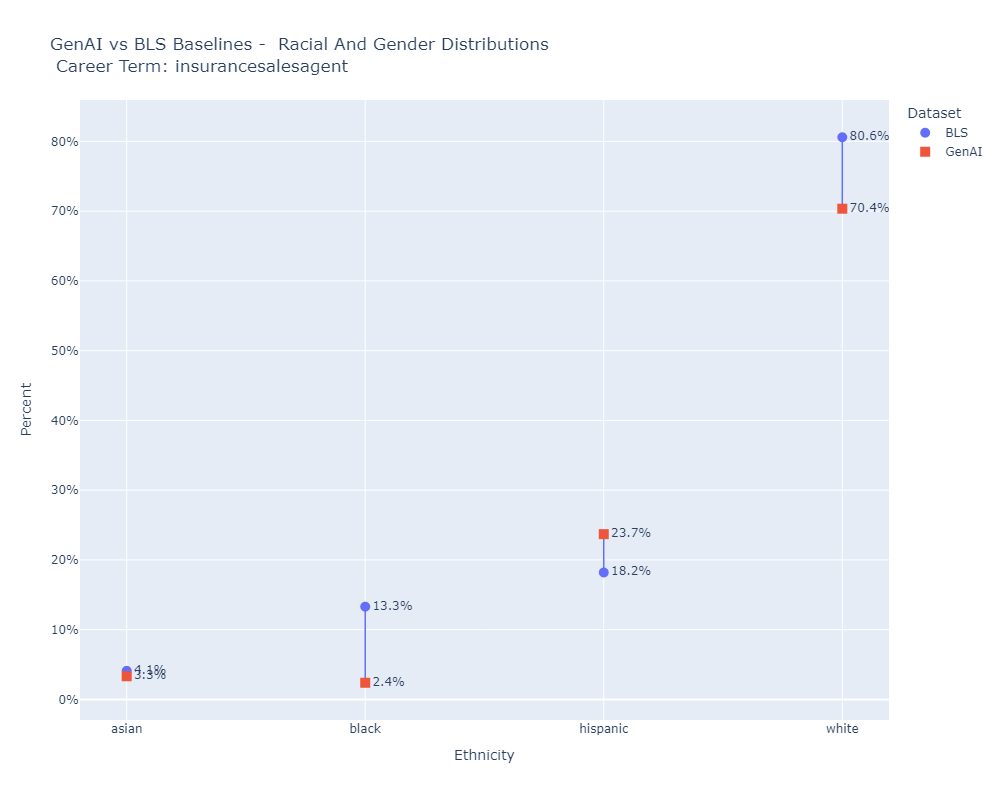 GenAI vs BLS Baselines -  Racial And Gender Distributions
Career Term: insurancesalesagent
Dataset
BLS
GenAI
80%
70%
60%
50%
40%
30%
20%
10%
0%
Percent
80.6%
70.4%
23.7%
18.2%
13.3%
2.4%
4.1%
3.3%
asian
black
hispanic
white
Ethnicity